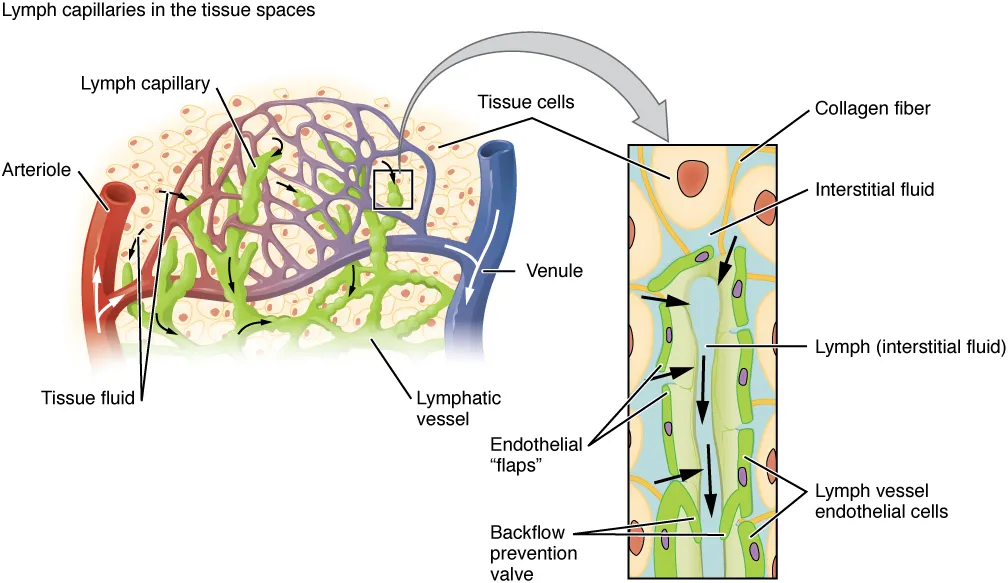 Lymph capillaries in the tissue spaces
Lymph capillary
Arteriole
Tissue cells
Venule
Tissue fluid
Lymphatic
vessel
Collagen fiber
Interstitial fluid
Lymph (interstitial fluid)
Endothelial
“flaps”
Lymph vessel
endothelial cells
Backflow
prevention
valve